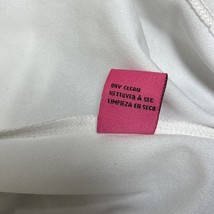 DRY CLEAN
NETTOYER À SEC
LIMPIEZA EN SECO